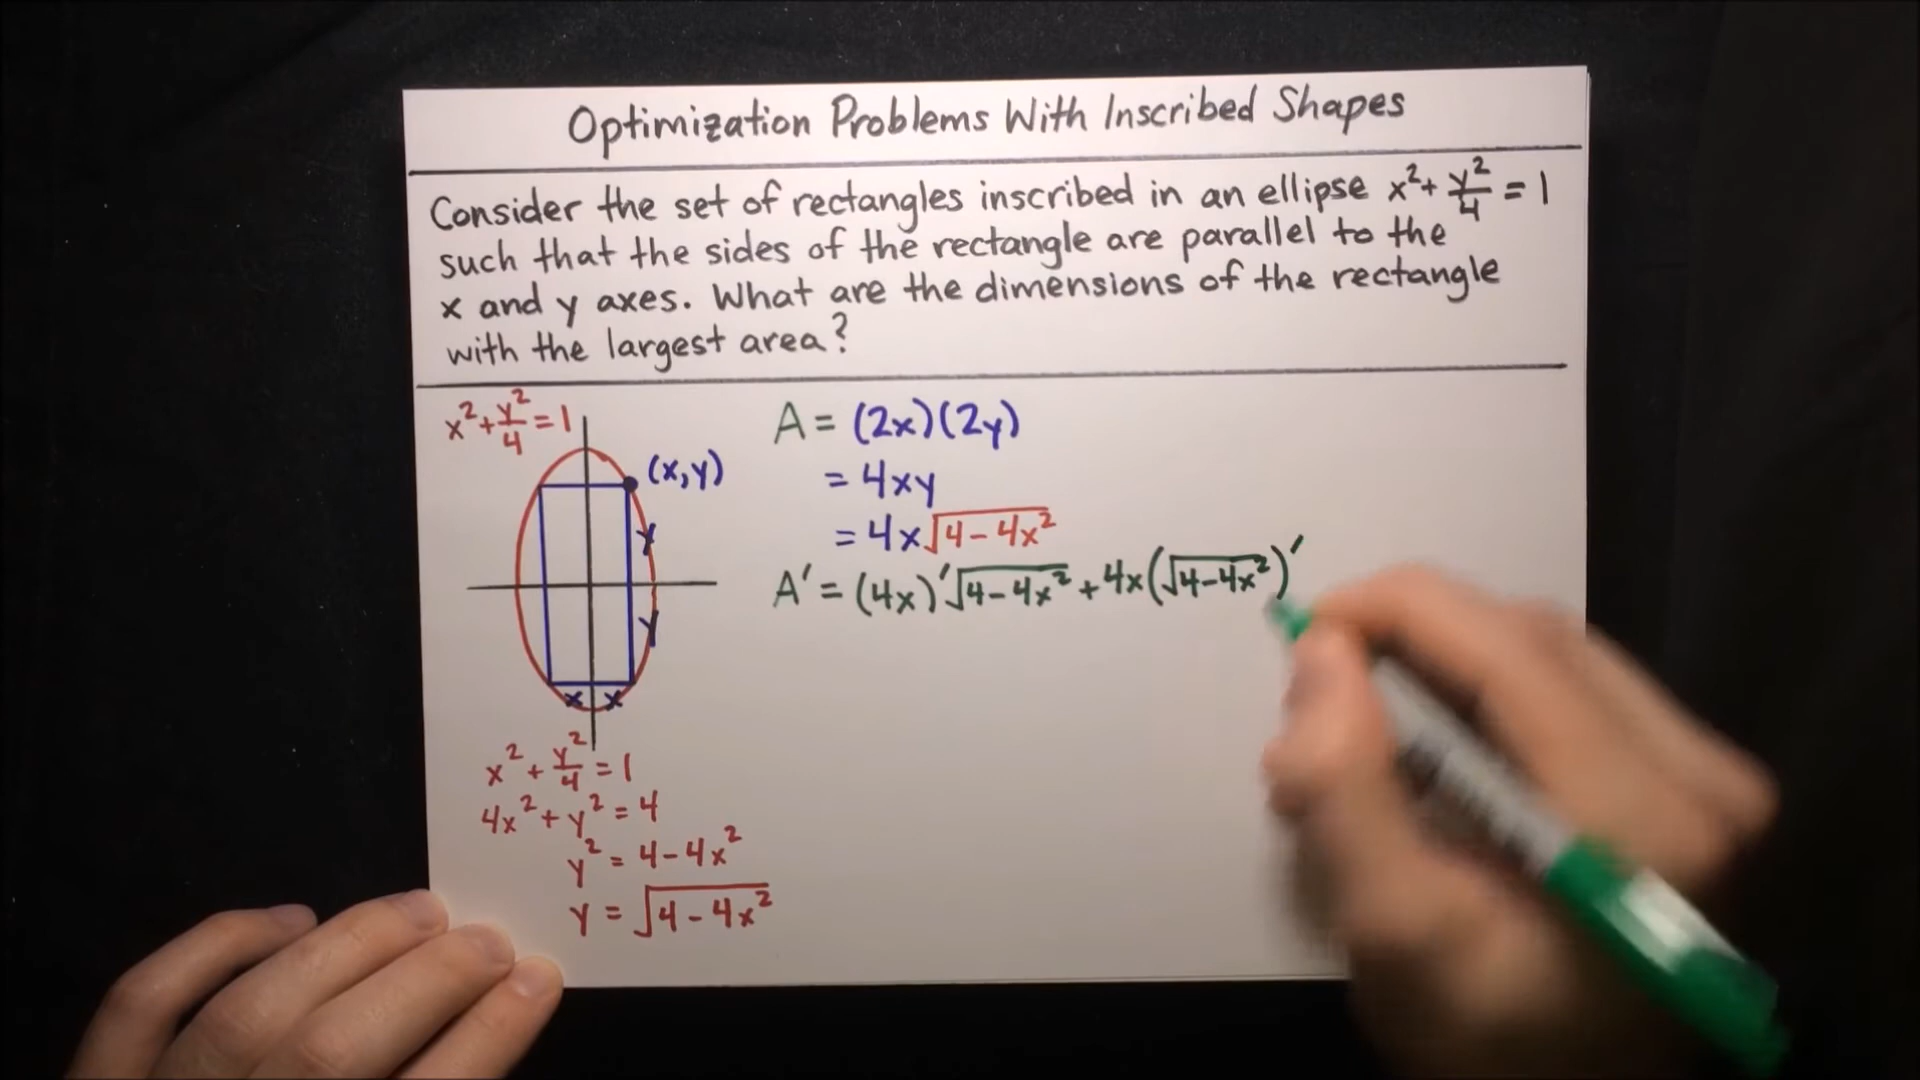 Optimization Problems With Inscribed Shapes
Consider the set of rectangles inscribed in an ellipse x² + y²/4 = 1
such that the sides of the rectangle are parallel to the
x and y axes. What are the dimensions of the rectangle
with the largest area?
x² + y²/4 = 1
(x,y)
y
y
x x
x² + y²/4 = 1
4x² + y² = 4
y² = 4 - 4x²
y = √(4 - 4x²)
A = (2x)(2y)
= 4xy
= 4x√(4 - 4x²)
A' = (4x)'√(4 - 4x²) + 4x(√(4 - 4x²))'